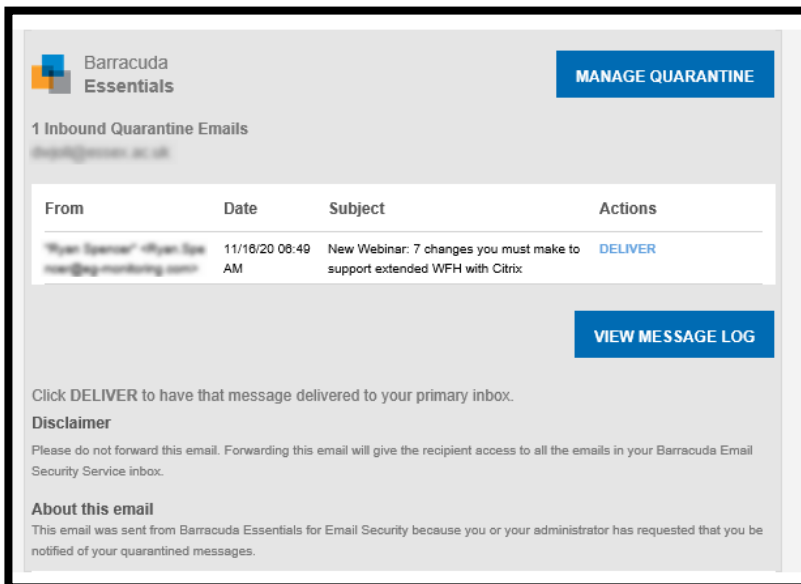 Barracuda
Essentials
MANAGE QUARANTINE
1 Inbound Quarantine Emails
From Date Subject Actions
11/16/20 06:49 New Webinar: 7 changes you must make to DELIVER
AM support extended WFH with Citrix
VIEW MESSAGE LOG
Click DELIVER to have that message delivered to your primary inbox.
Disclaimer
Please do not forward this email. Forwarding this email will give the recipient access to all the emails in your Barracuda Email
Security Service inbox.
About this email
This email was sent from Barracuda Essentials for Email Security because you or your administrator has requested that you be
notified of your quarantined messages.